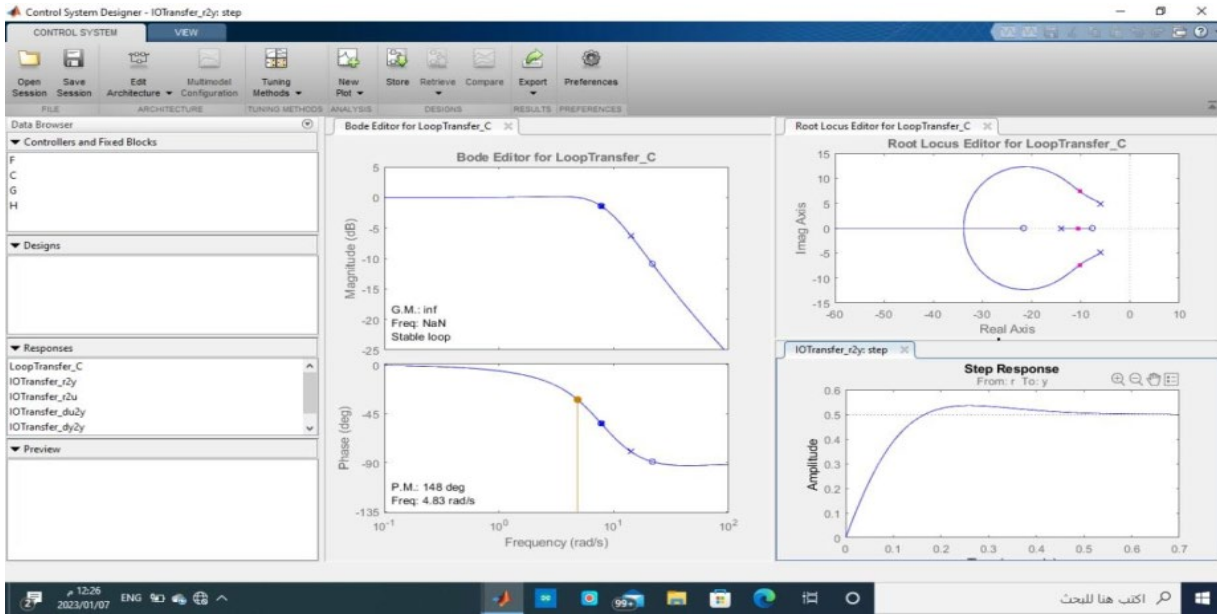 Control System Designer - IOTransfer_r2y: step
CONTROL SYSTEM VIEW
Open Session
Save Session
Edit Architecture
Multimodel Configuration
Tuning Methods
New Plot
Store
Retrieve
Compare
Export
Preferences
FILE ARCHITECTURE TUNING METHODS ANALYSIS DESIGNS RESULTS PREFERENCES
Data Browser
Controllers and Fixed Blocks
F
C
G
H
Designs
Responses
LoopTransfer_C
IOTransfer_r2y
IOTransfer_r2u
IOTransfer_du2y
IOTransfer_dy2y
Preview
Bode Editor for LoopTransfer_C
Bode Editor for LoopTransfer_C
Magnitude (dB)
5
0
-5
-10
-15
-20
-25
G.M.: inf
Freq: NaN
Stable loop
Phase (deg)
0
-45
-90
-135
P.M.: 148 deg
Freq: 4.83 rad/s
10-1 100 101 102
Frequency (rad/s)
Root Locus Editor for LoopTransfer_C
Root Locus Editor for LoopTransfer_C
Imag Axis
15
10
5
0
-5
-10
-15
-60 -50 -40 -30 -20 -10 0 10
Real Axis
IOTransfer_r2y: step
Step Response
From: r To: y
Amplitude
0.6
0.5
0.4
0.3
0.2
0.1
0
0 0.1 0.2 0.3 0.4 0.5 0.6 0.7
2
12:26 م
2023/01/07
ENG
99+
اكتب هنا للبحث